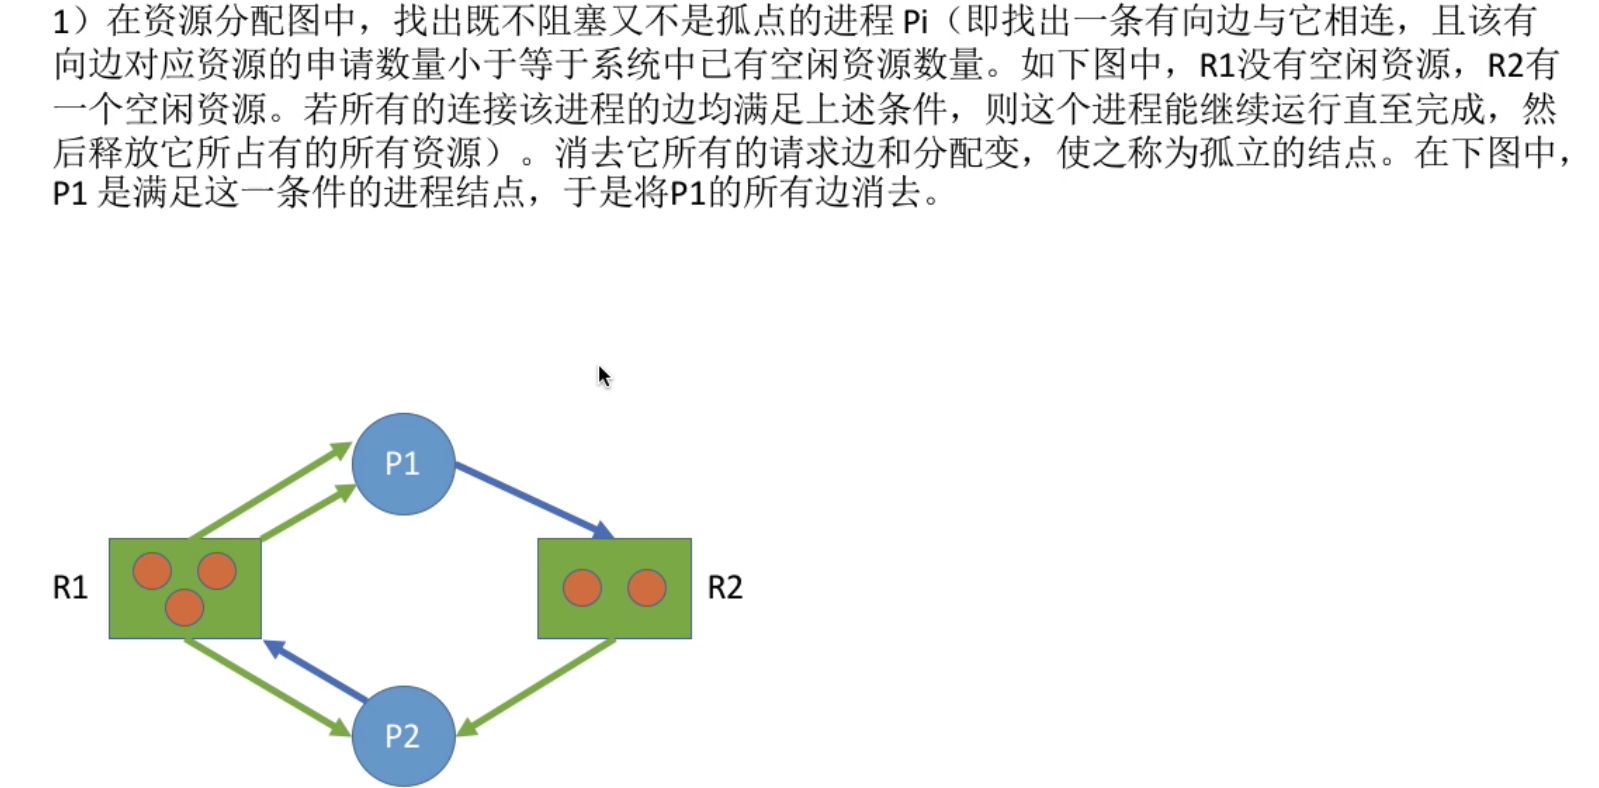 1）在资源分配图中，找出既不阻塞又不是孤点的进程 Pi（即找出一条有向边与它相连，且该有
向边对应资源的申请数量小于等于系统中已有空闲资源数量。如下图中，R1没有空闲资源，R2有
一个空闲资源。若所有的连接该进程的边均满足上述条件，则这个进程能继续运行直至完成，然
后释放它所占有的所有资源）。消去它所有的请求边和分配变，使之称为孤立的结点。在下图中，
P1 是满足这一条件的进程结点，于是将P1的所有边消去。
P1
R1
R2
P2